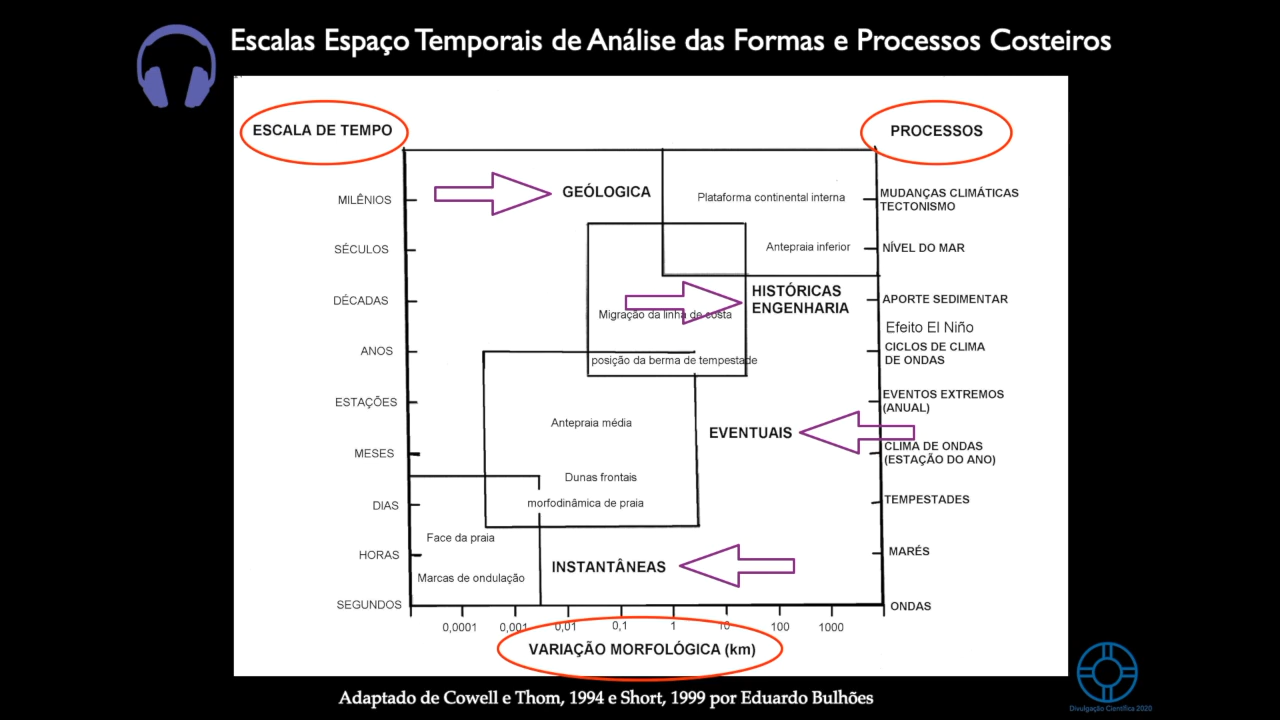 Escalas Espaço Temporais de Análise das Formas e Processos Costeiros
ESCALA DE TEMPO
PROCESSOS
GEÓLOGICA
Plataforma continental interna
MILÊNIOS
MUDANÇAS CLIMÁTICAS
TECTONISMO
SÉCULOS
Antepraia inferior
NÍVEL DO MAR
HISTÓRICAS
ENGENHARIA
DÉCADAS
APORTE SEDIMENTAR
Migração da linha de costa
Efeito El Niño
ANOS
CICLOS DE CLIMA
DE ONDAS
posição da berma de tempestade
ESTAÇÕES
EVENTOS EXTREMOS
(ANUAL)
Antepraia média
EVENTUAIS
MESES
CLIMA DE ONDAS
(ESTAÇÃO DO ANO)
Dunas frontais
morfodinâmica de praia
DIAS
TEMPESTADES
Face da praia
HORAS
MARÉS
INSTANTÂNEAS
Marcas de ondulação
SEGUNDOS
ONDAS
0,0001 0,001 0,01 0,1 1 10 100 1000
VARIAÇÃO MORFOLÓGICA (km)
Adaptado de Cowell e Thom, 1994 e Short, 1999 por Eduardo Bulhões
Divulgação Científica 2020